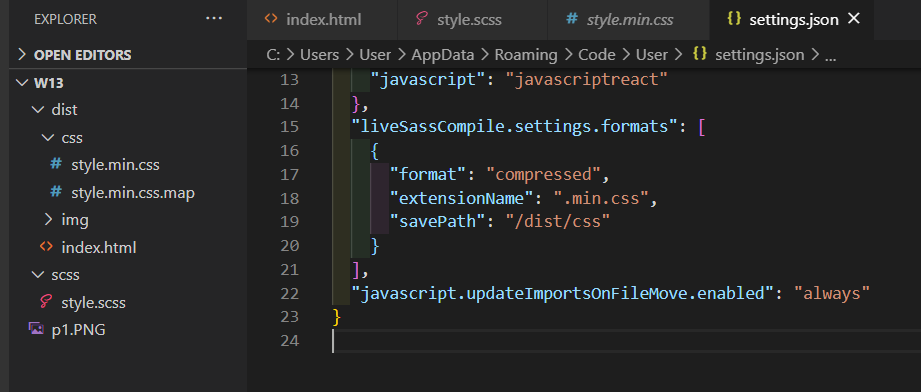 EXPLORER
OPEN EDITORS
W13
dist
css
# style.min.css
# style.min.css.map
img
<> index.html
scss
style.scss
p1.PNG
<> index.html
style.scss
# style.min.css
{} settings.json
C: > Users > User > AppData > Roaming > Code > User > {} settings.json > ...
13 "javascript": "javascriptreact"
14 },
15 "liveSassCompile.settings.formats": [
16 {
17 "format": "compressed",
18 "extensionName": ".min.css",
19 "savePath": "/dist/css"
20 }
21 ],
22 "javascript.updateImportsOnFileMove.enabled": "always"
23 }
24